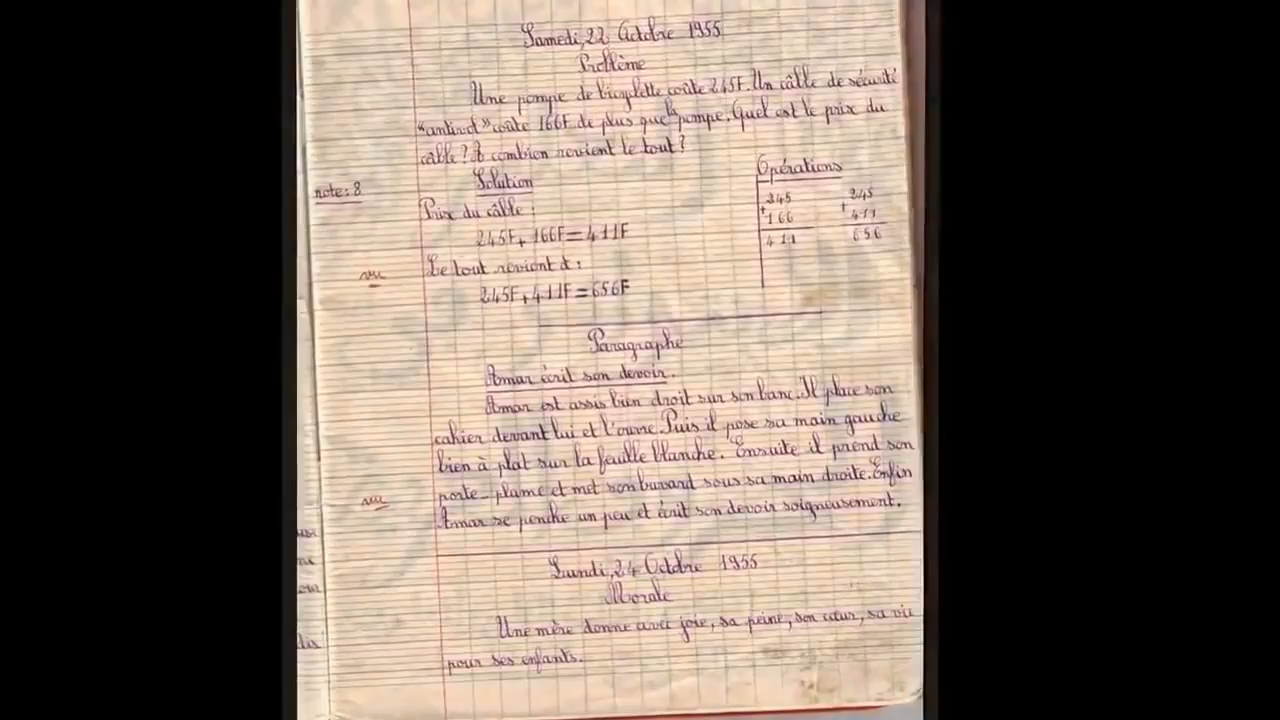 Samedi, 22 Octobre 1955
Problème
Une pompe de bicyclette coûte 245F. Un câble de sécurité
"antivol" coûte 166F de plus que la pompe. Quel est le prix du
câble? À combien revient le tout?
Opérations
note: 8
Solution
245 245
+ +
166 411
411 656
Prix du câble:
245F + 166F = 411F
vu
Le tout revient à:
245F + 411F = 656F
Paragraphe
Amar écrit son devoir.
Amar est assis bien droit sur son banc. Il place son
cahier devant lui et l'ouvre. Puis il pose sa main gauche
bien à plat sur la feuille blanche. Ensuite il prend son
porte-plume et met son buvard sous sa main droite. Enfin
vu
Amar se penche un peu et écrit son devoir soigneusement.
Lundi, 24 Octobre 1955
Morale
Une mère donne avec joie, sa peine, son cœur, sa vie
pour ses enfants.